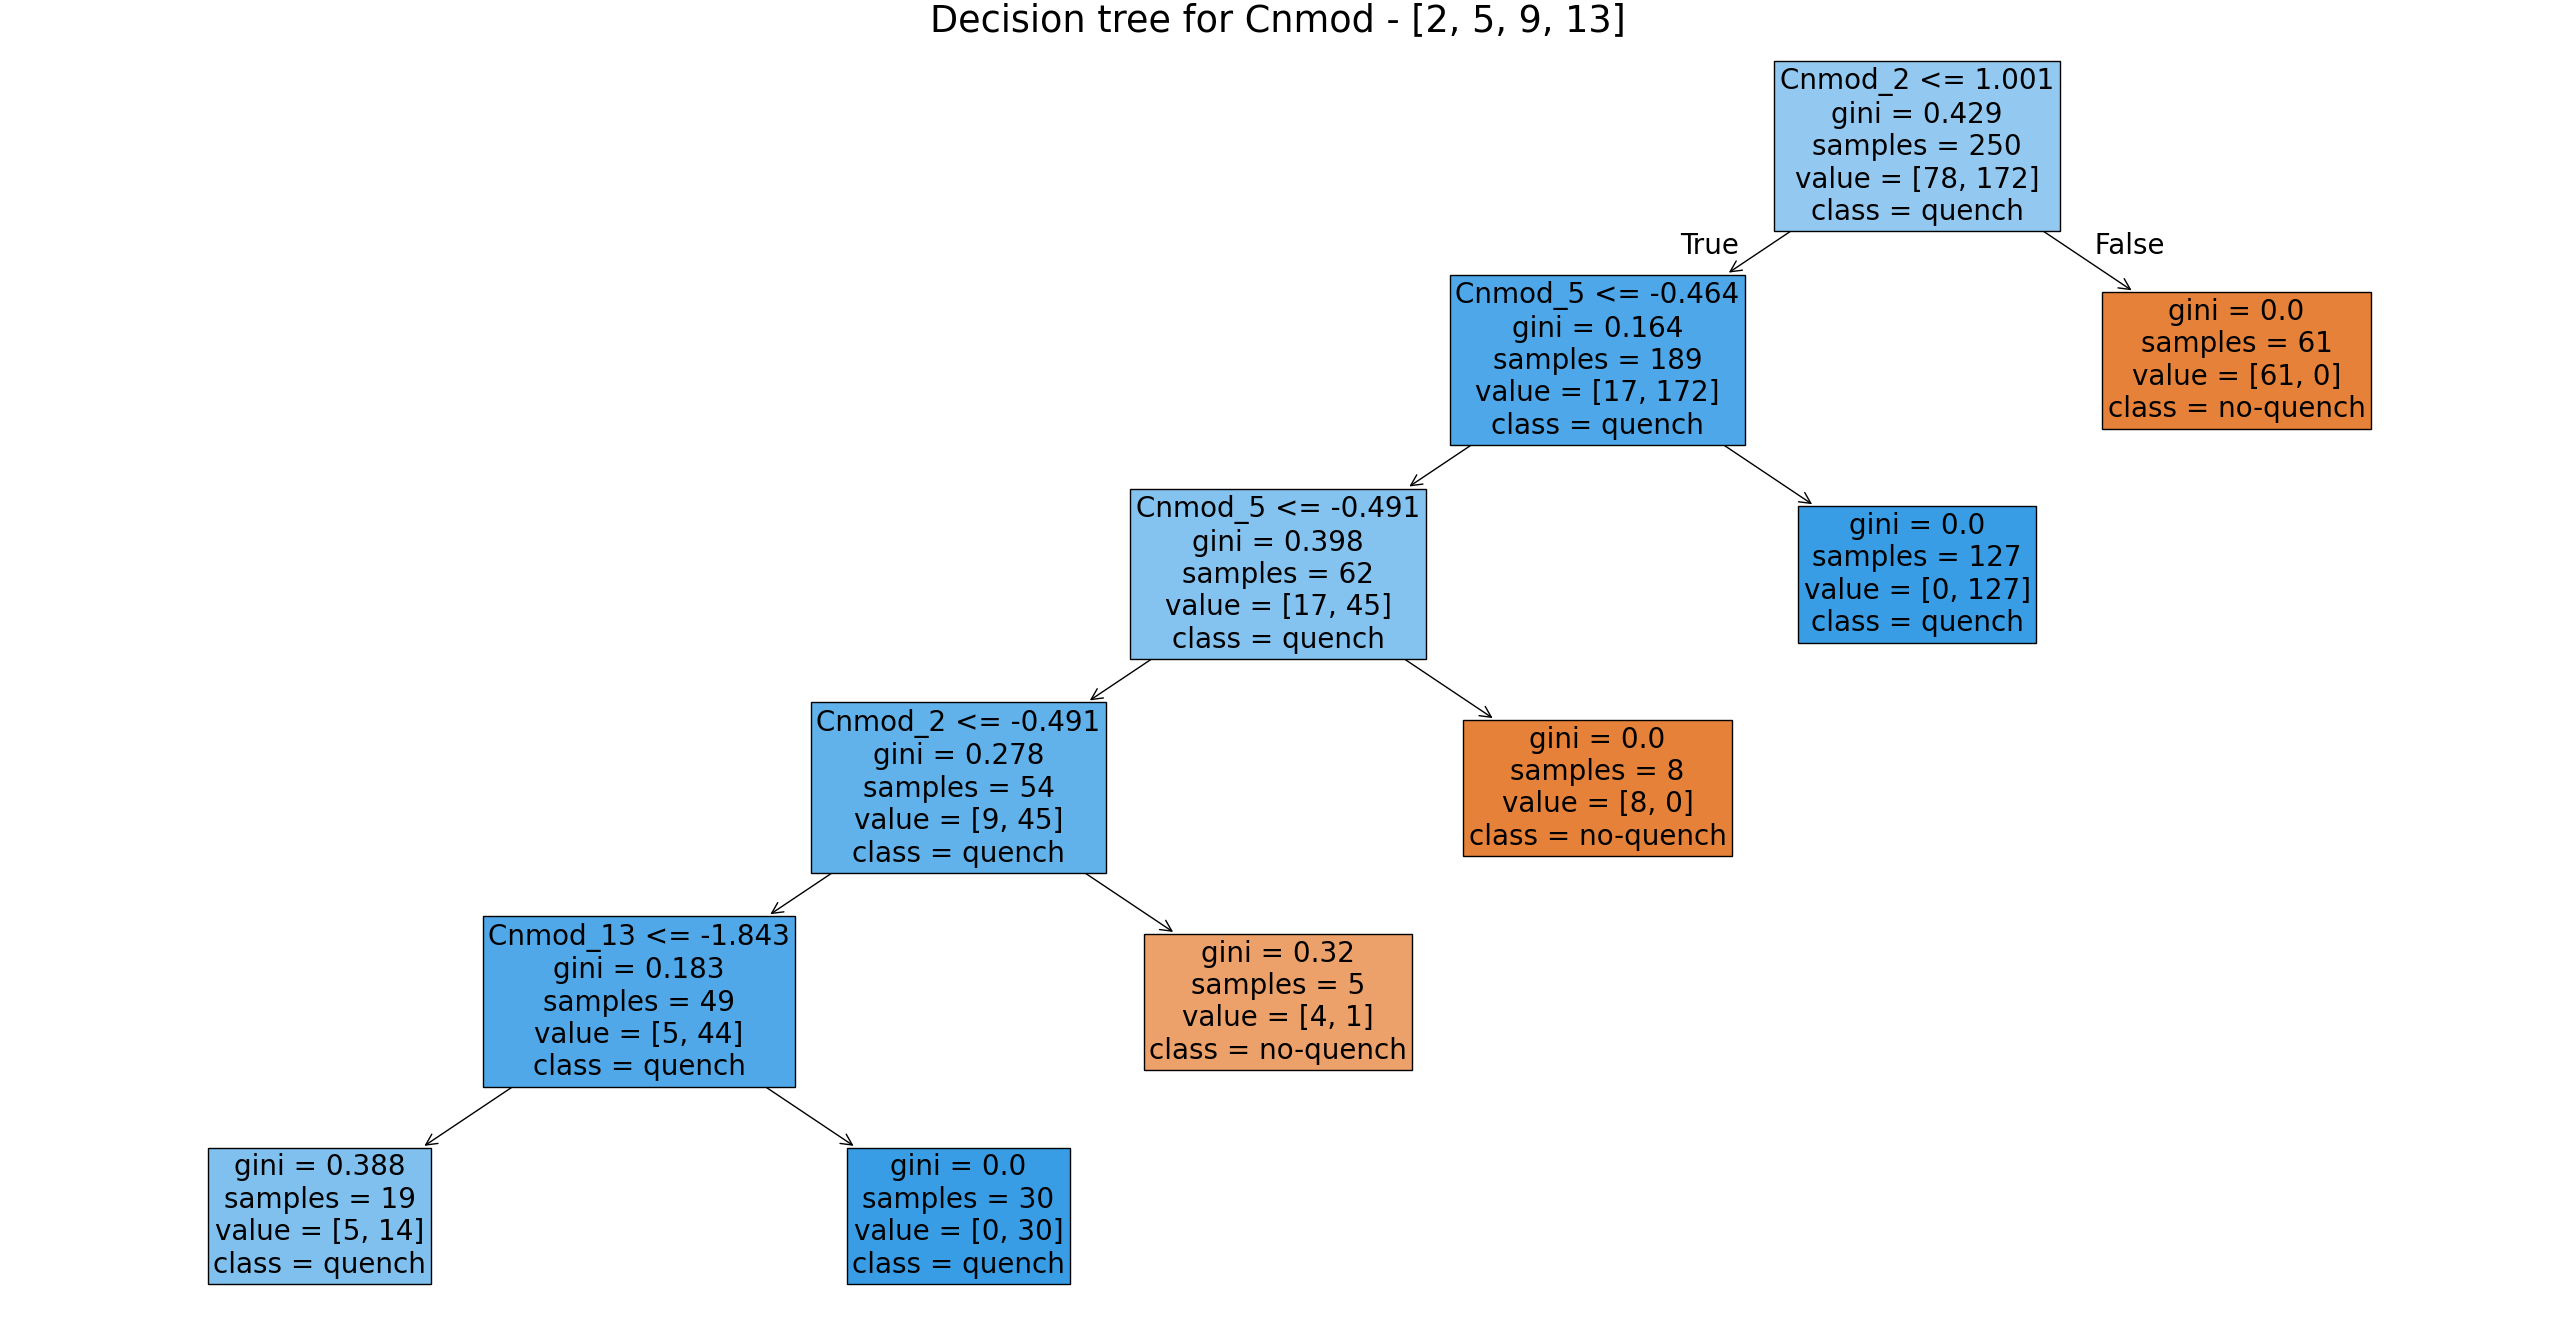 Decision tree for Cnmod - [2, 5, 9, 13]
Cnmod_2 <= 1.001
gini = 0.429
samples = 250
value = [78, 172]
class = quench
True
False
Cnmod_5 <= -0.464
gini = 0.164
samples = 189
value = [17, 172]
class = quench
gini = 0.0
samples = 61
value = [61, 0]
class = no-quench
Cnmod_5 <= -0.491
gini = 0.398
samples = 62
value = [17, 45]
class = quench
gini = 0.0
samples = 127
value = [0, 127]
class = quench
Cnmod_2 <= -0.491
gini = 0.278
samples = 54
value = [9, 45]
class = quench
gini = 0.0
samples = 8
value = [8, 0]
class = no-quench
Cnmod_13 <= -1.843
gini = 0.183
samples = 49
value = [5, 44]
class = quench
gini = 0.32
samples = 5
value = [4, 1]
class = no-quench
gini = 0.388
samples = 19
value = [5, 14]
class = quench
gini = 0.0
samples = 30
value = [0, 30]
class = quench